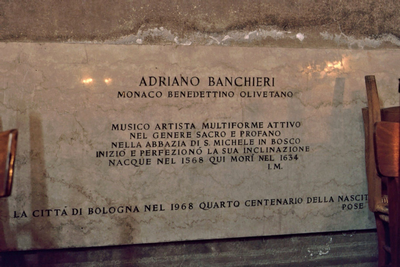 ADRIANO BANCHIERI
MONACO BENEDETTINO OLIVETANO
MUSICO ARTISTA MULTIFORME ATTIVO
NEL GENERE SACRO E PROFANO
NELLA ABBAZIA DI S. MICHELE IN BOSCO
INIZIÒ E PERFEZIONÒ LA SUA INCLINAZIONE
NACQUE NEL 1568 QUI MORÌ NEL 1634
I.M.
LA CITTÀ DI BOLOGNA NEL 1968 QUARTO CENTENARIO DELLA NASCIT
POSE